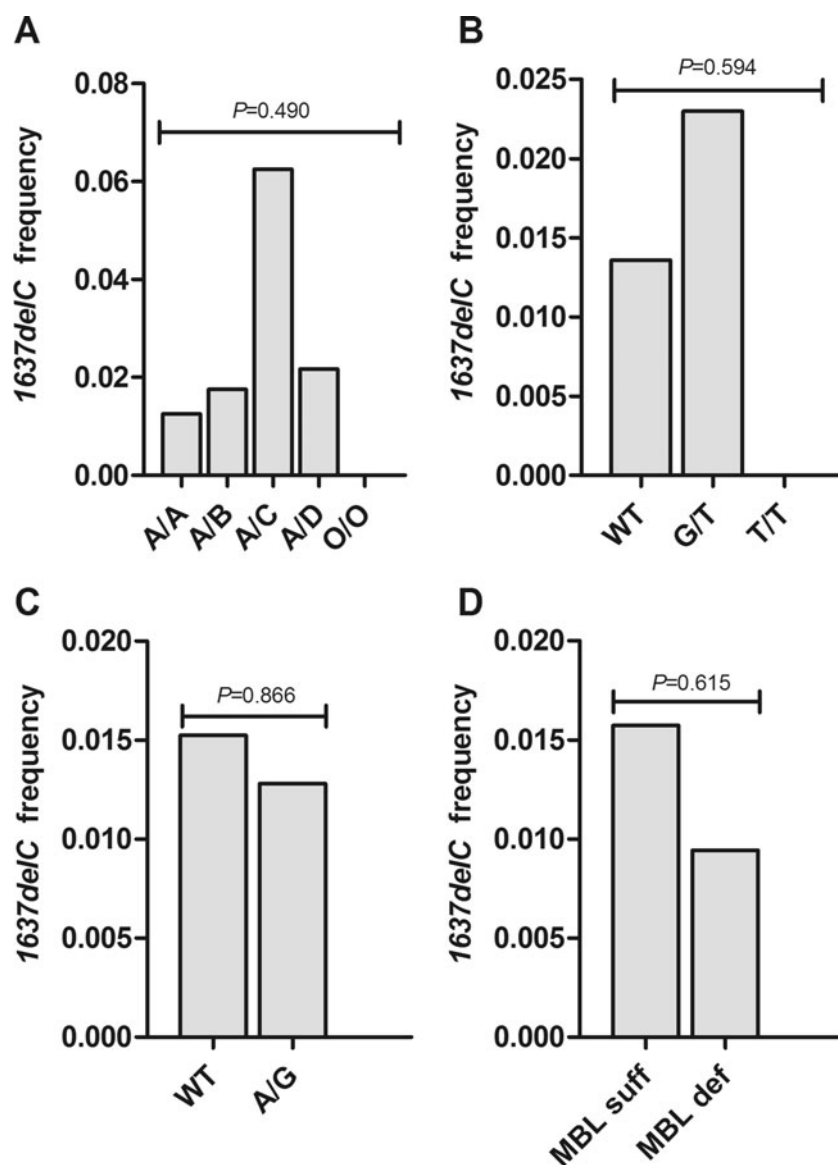 A
P=0.490
1637delC frequency
0.08
0.06
0.04
0.02
0.00
A/A
A/B
A/C
A/D
O/O
B
P=0.594
1637delC frequency
0.025
0.020
0.015
0.010
0.005
0.000
WT
G/T
T/T
C
P=0.866
1637delC frequency
0.020
0.015
0.010
0.005
0.000
WT
A/G
D
P=0.615
1637delC frequency
0.020
0.015
0.010
0.005
0.000
MBL suff
MBL def